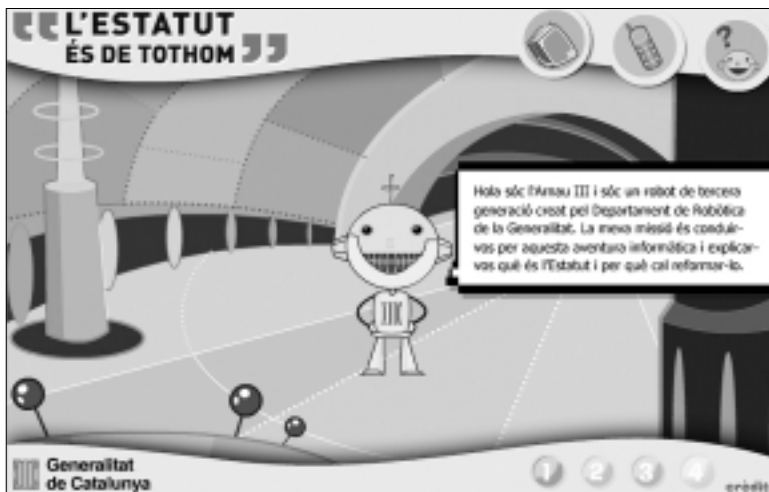 L'ESTATUT
ÉS DE TOTHOM
?
Hola sóc l'Arnau III i sóc un robot de tercera
generació creat pel Departament de Robòtica
de la Generalitat. La meva missió és conduir-
vos per aquesta aventura informàtica i explicar-
vos què és l'Estatut i per què cal reformar-lo.
Generalitat
de Catalunya
1 2 3 4
crèdit